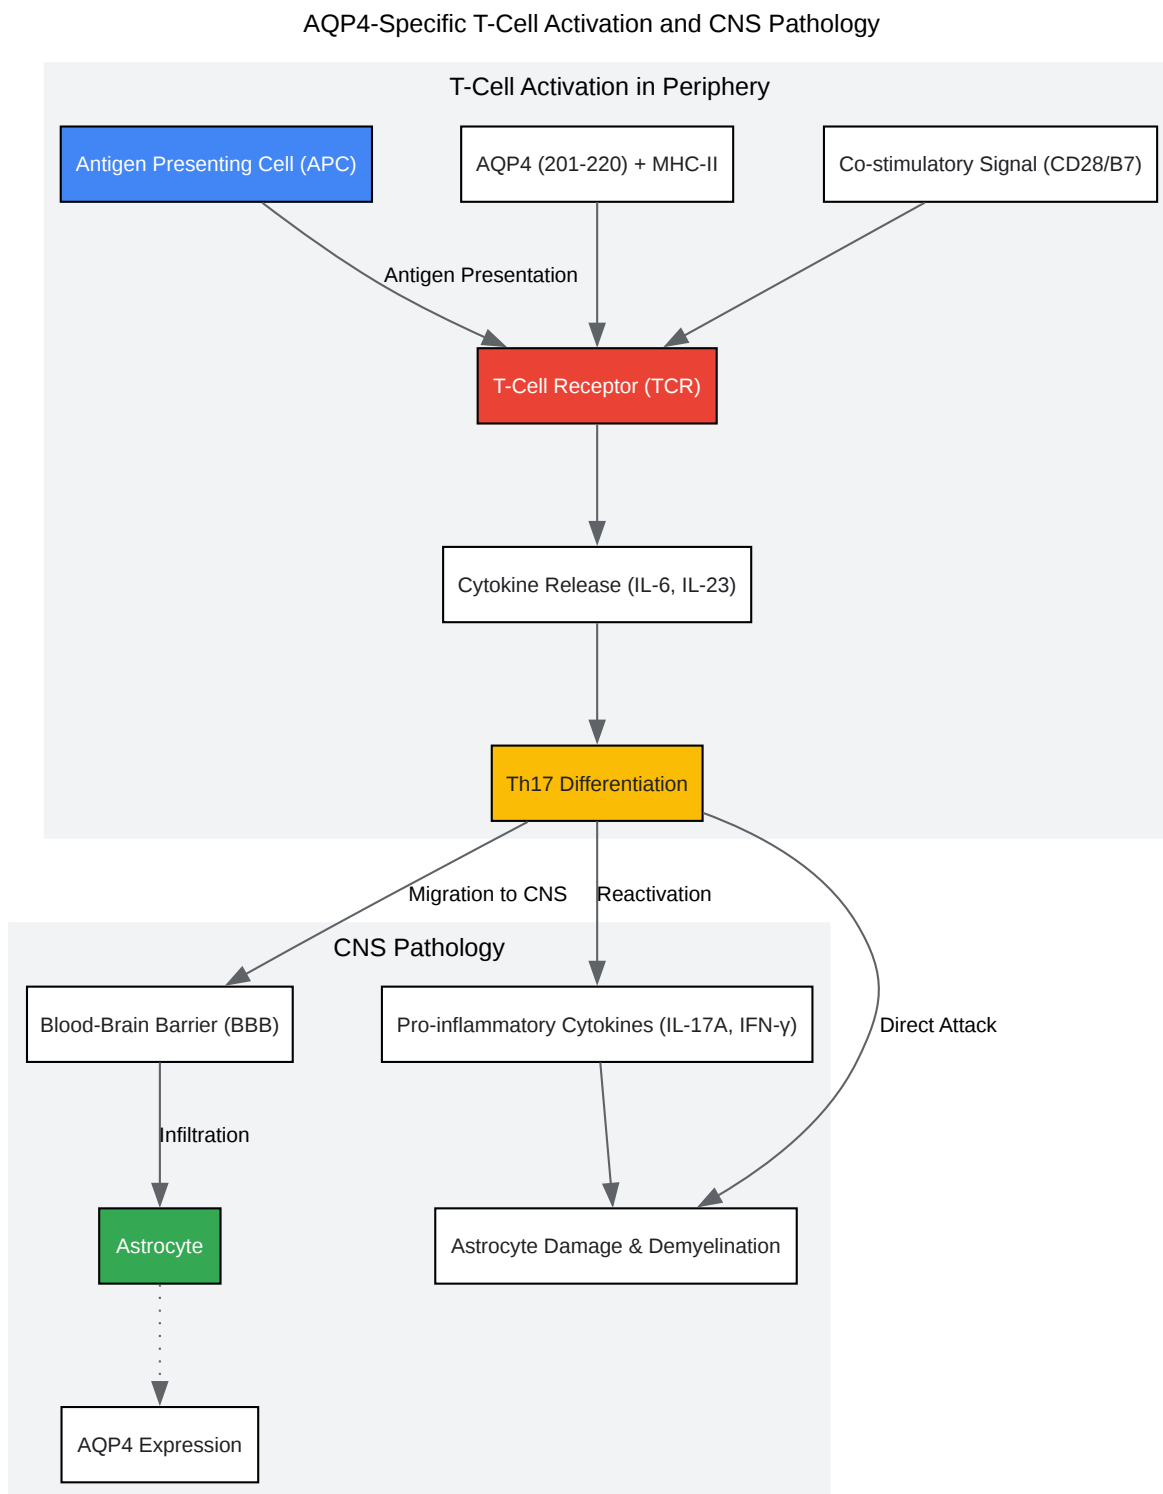 AQP4-Specific T-Cell Activation and CNS Pathology
T-Cell Activation in Periphery
Antigen Presenting Cell (APC)
AQP4 (201-220) + MHC-II
Co-stimulatory Signal (CD28/B7)
Antigen Presentation
T-Cell Receptor (TCR)
Cytokine Release (IL-6, IL-23)
Th17 Differentiation
Migration to CNS
Reactivation
CNS Pathology
Blood-Brain Barrier (BBB)
Pro-inflammatory Cytokines (IL-17A, IFN-γ)
Direct Attack
Infiltration
Astrocyte
Astrocyte Damage & Demyelination
AQP4 Expression